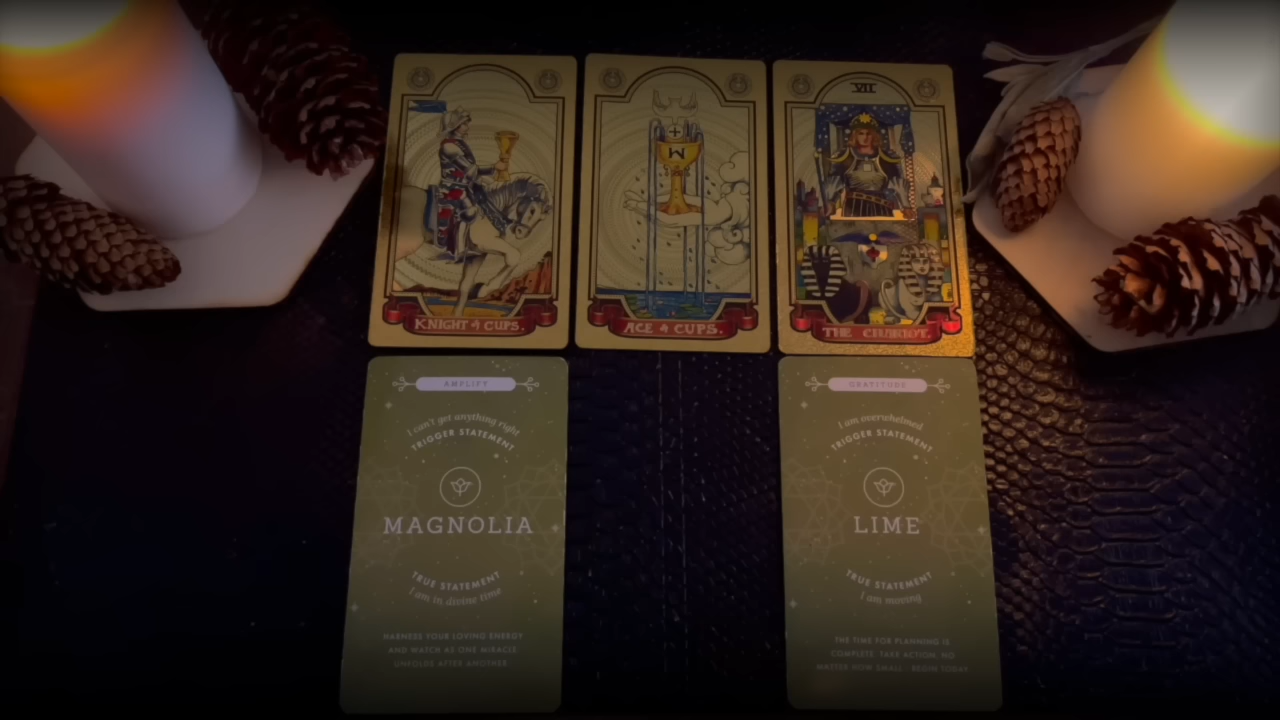 KNIGHT of CUPS.
W
ACE of CUPS.
VII
THE CHARIOT.
AMPLIFY
I can't get anything right
TRIGGER STATEMENT
MAGNOLIA
TRUE STATEMENT
I am in divine time
HARNESS YOUR LOVING ENERGY
AND WATCH AS ONE MIRACLE
UNFOLDS AFTER ANOTHER
GRATITUDE
I am overwhelmed
TRIGGER STATEMENT
LIME
TRUE STATEMENT
I am moving
THE TIME FOR PLANNING IS
COMPLETE. TAKE ACTION, NO
MATTER HOW SMALL - BEGIN TODAY.